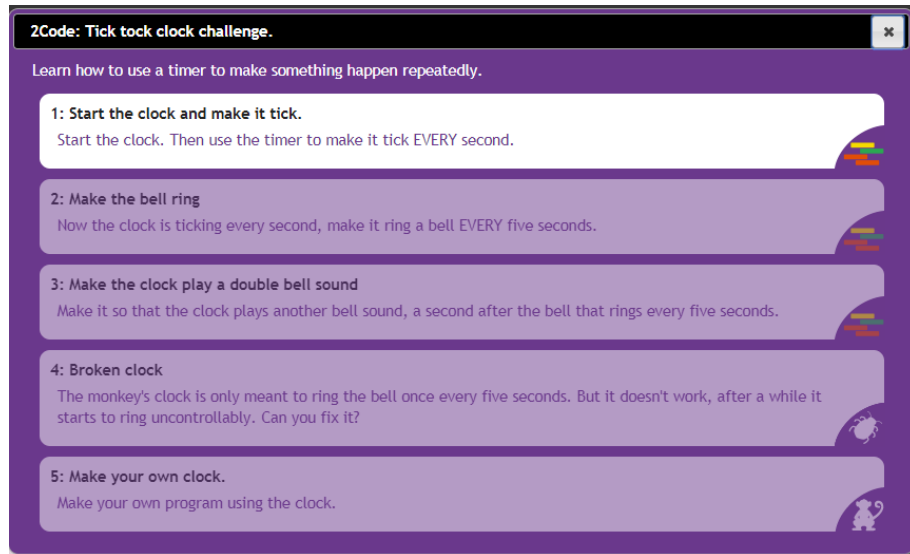 2Code: Tick tock clock challenge.
Learn how to use a timer to make something happen repeatedly.
1: Start the clock and make it tick.
Start the clock. Then use the timer to make it tick EVERY second.
2: Make the bell ring
Now the clock is ticking every second, make it ring a bell EVERY five seconds.
3: Make the clock play a double bell sound
Make it so that the clock plays another bell sound, a second after the bell that rings every five seconds.
4: Broken clock
The monkey's clock is only meant to ring the bell once every five seconds. But it doesn't work, after a while it
starts to ring uncontrollably. Can you fix it?
5: Make your own clock.
Make your own program using the clock.